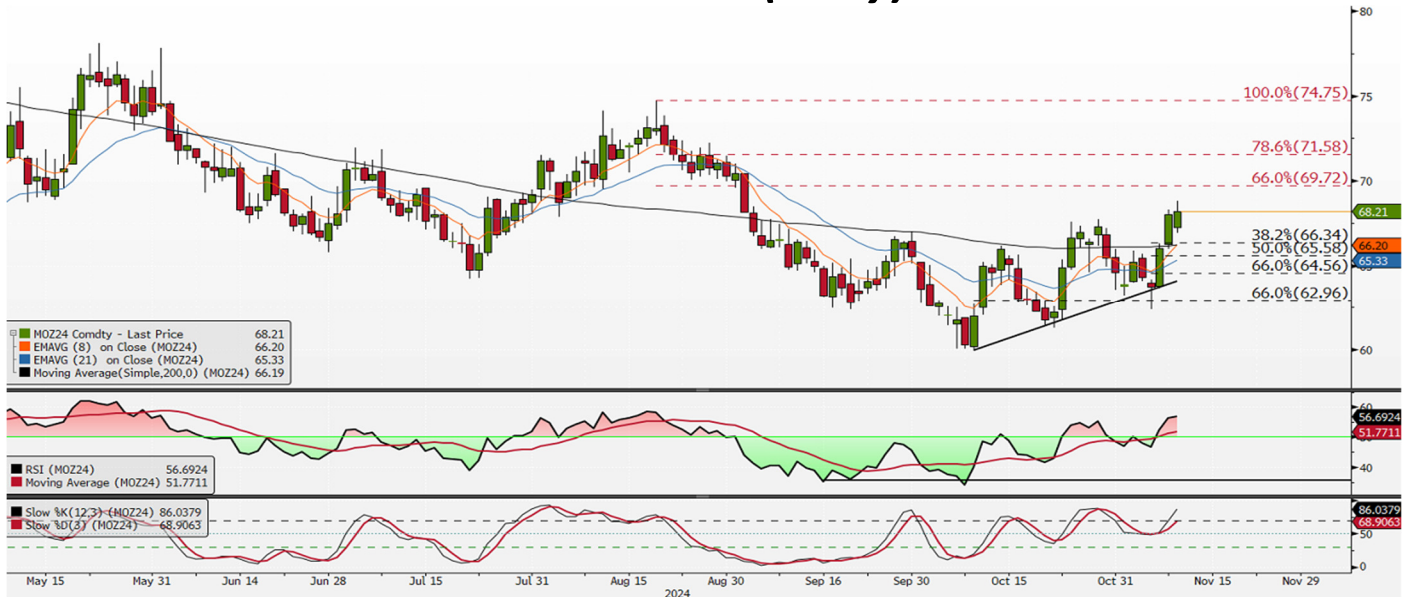 80
100.0%(74.75)
75
78.6%(71.58)
70
66.0%(69.72)
68.21
38.2%(66.34)
66.20
50.0%(65.58)
65.33
66.0%(64.56)
66.0%(62.96)
60
MOZ24 Comdty - Last Price 68.21
EMAVG (8) on Close (MOZ24) 66.20
EMAVG (21) on Close (MOZ24) 65.33
Moving Average(Simple,200,0) (MOZ24) 66.19
60
56.6924
51.7711
40
RSI (MOZ24) 56.6924
Moving Average (MOZ24) 51.7711
Slow %K(12,3) (MOZ24) 86.0379
Slow %D(3) (MOZ24) 68.9063
86.0379
68.9063
50
0
May 15 May 31 Jun 14 Jun 28 Jul 15 Jul 31 Aug 15 Aug 30 Sep 16 Sep 30 Oct 15 Oct 31 Nov 15 Nov 29
2024